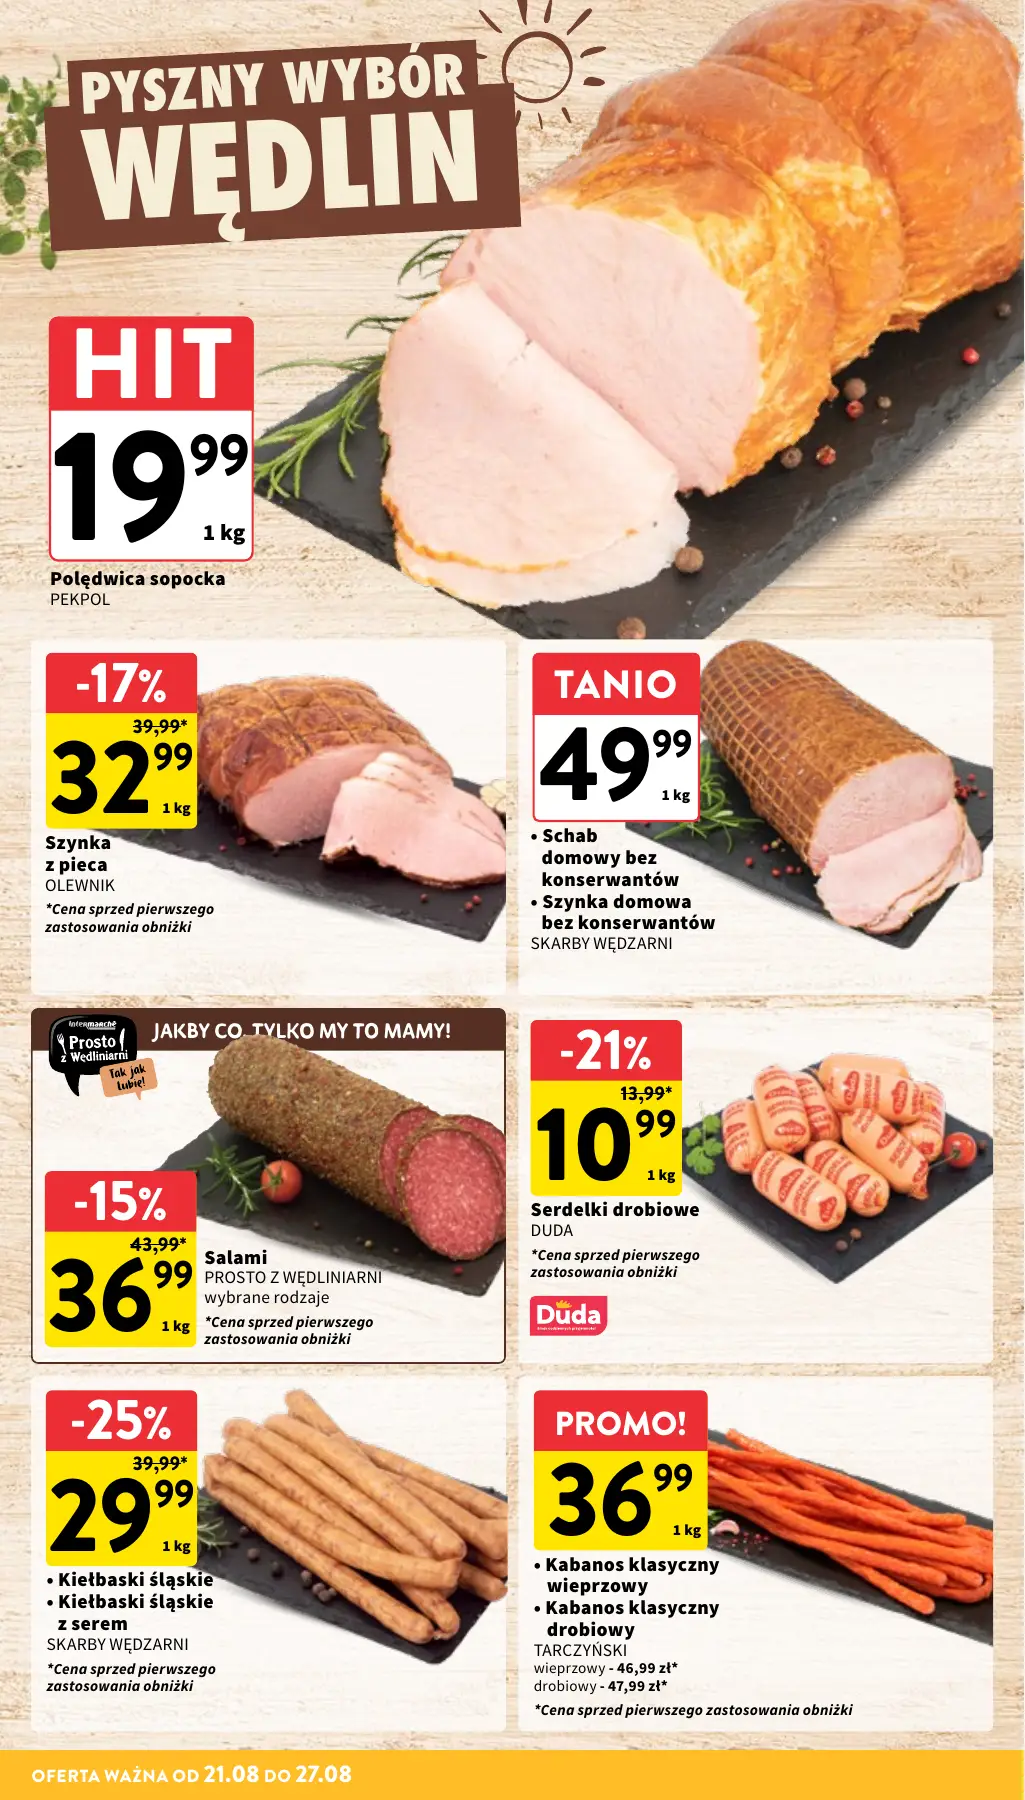 PYSZNY WYBÓR
WĘDLIN
HIT
19 99
1 kg
Polędwica sopocka
PEKPOL
-17%
39,99*
32 99
1 kg
Szynka
z pieca
OLEWNIK
*Cena sprzed pierwszego
zastosowania obniżki
TANIO
49 99
1 kg
• Schab
domowy bez
konserwantów
• Szynka domowa
bez konserwantów
SKARBY WĘDZARNI
Intermarché
Prosto
z Wędliniarni
Tak jak
Lubię!
JAKBY CO, TYLKO MY TO MAMY!
-15%
43,99*
36 99
1 kg
Salami
PROSTO Z WĘDLINIARNI
wybrane rodzaje
*Cena sprzed pierwszego
zastosowania obniżki
-21%
13,99*
10 99
1 kg
Serdelki drobiowe
DUDA
*Cena sprzed pierwszego
zastosowania obniżki
Duda
-25%
39,99*
29 99
1 kg
• Kiełbaski śląskie
• Kiełbaski śląskie
z serem
SKARBY WĘDZARNI
*Cena sprzed pierwszego
zastosowania obniżki
PROMO!
36 99
1 kg
• Kabanos klasyczny
wieprzowy
• Kabanos klasyczny
drobiowy
TARCZYŃSKI
wieprzowy - 46,99 zł*
drobiowy - 47,99 zł*
*Cena sprzed pierwszego zastosowania obniżki
OFERTA WAŻNA OD 21.08 DO 27.08